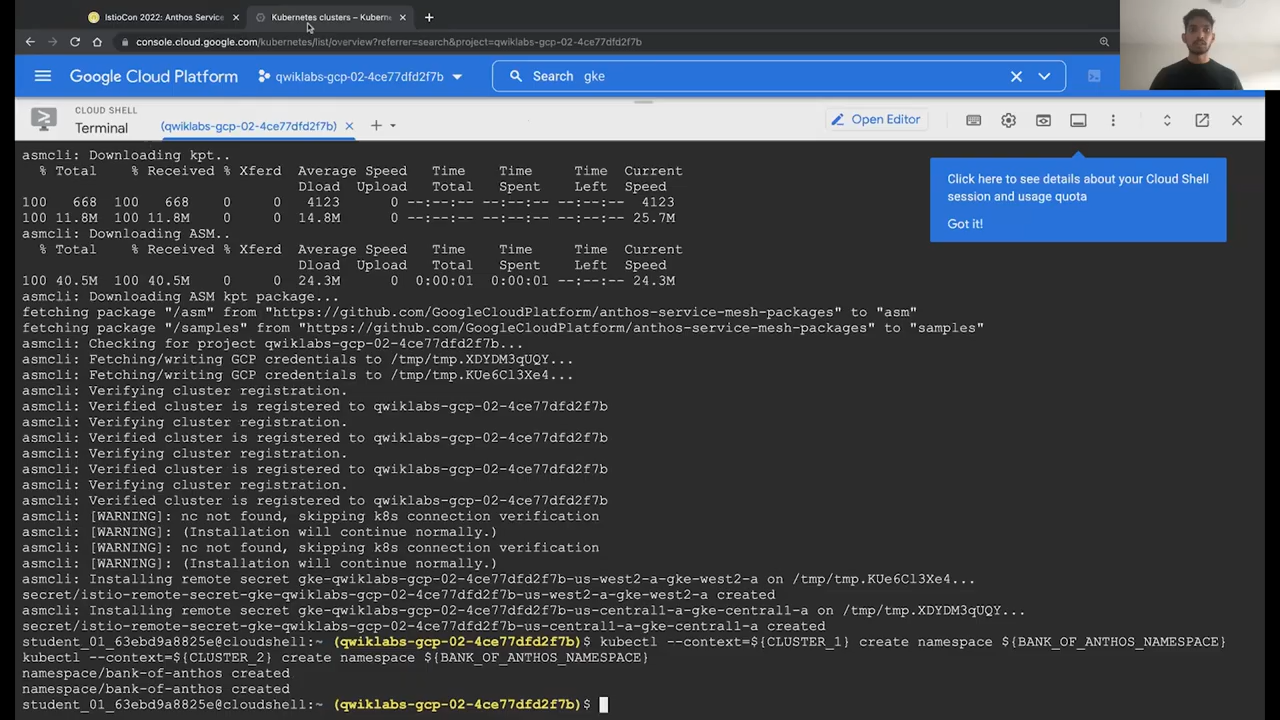 IstioCon 2022: Anthos Service
Kubernetes clusters – Kubern
console.cloud.google.com/kubernetes/list/overview?referrer=search&project=qwiklabs-gcp-02-4ce77dfd2f7b
Google Cloud Platform
qwiklabs-gcp-02-4ce77dfd2f7b
Search gke
CLOUD SHELL
Terminal
(qwiklabs-gcp-02-4ce77dfd2f7b)
Open Editor
Click here to see details about your Cloud Shell
session and usage quota
Got it!
asmcli: Downloading kpt..
% Total % Received % Xferd Average Speed Time Time Time Current
Dload Upload Total Spent Left Speed
100 668 100 668 0 0 4123 0 --:--:-- --:--:-- --:--:-- 4123
100 11.8M 100 11.8M 0 0 14.8M 0 --:--:-- --:--:-- --:--:-- 25.7M
asmcli: Downloading ASM..
% Total % Received % Xferd Average Speed Time Time Time Current
Dload Upload Total Spent Left Speed
100 40.5M 100 40.5M 0 0 24.3M 0 0:00:01 0:00:01 --:--:-- 24.3M
asmcli: Downloading ASM kpt package...
fetching package "/asm" from "https://github.com/GoogleCloudPlatform/anthos-service-mesh-packages" to "asm"
fetching package "/samples" from "https://github.com/GoogleCloudPlatform/anthos-service-mesh-packages" to "samples"
asmcli: Checking for project qwiklabs-gcp-02-4ce77dfd2f7b...
asmcli: Fetching/writing GCP credentials to /tmp/tmp.XDYDM3qUQY...
asmcli: Fetching/writing GCP credentials to /tmp/tmp.KUe6Cl3Xe4...
asmcli: Verifying cluster registration.
asmcli: Verified cluster is registered to qwiklabs-gcp-02-4ce77dfd2f7b
asmcli: Verifying cluster registration.
asmcli: Verified cluster is registered to qwiklabs-gcp-02-4ce77dfd2f7b
asmcli: Verifying cluster registration.
asmcli: Verified cluster is registered to qwiklabs-gcp-02-4ce77dfd2f7b
asmcli: Verifying cluster registration.
asmcli: Verified cluster is registered to qwiklabs-gcp-02-4ce77dfd2f7b
asmcli: [WARNING]: nc not found, skipping k8s connection verification
asmcli: [WARNING]: (Installation will continue normally.)
asmcli: [WARNING]: nc not found, skipping k8s connection verification
asmcli: [WARNING]: (Installation will continue normally.)
asmcli: Installing remote secret gke-qwiklabs-gcp-02-4ce77dfd2f7b-us-west2-a-gke-west2-a on /tmp/tmp.KUe6Cl3Xe4...
secret/istio-remote-secret-gke-qwiklabs-gcp-02-4ce77dfd2f7b-us-west2-a-gke-west2-a created
asmcli: Installing remote secret gke-qwiklabs-gcp-02-4ce77dfd2f7b-us-central1-a-gke-central1-a on /tmp/tmp.XDYDM3qUQY...
secret/istio-remote-secret-gke-qwiklabs-gcp-02-4ce77dfd2f7b-us-central1-a-gke-central1-a created
student_01_63ebd9a8825e@cloudshell:~ (qwiklabs-gcp-02-4ce77dfd2f7b)$ kubectl --context=${CLUSTER_1} create namespace ${BANK_OF_ANTHOS_NAMESPACE}
kubectl --context=${CLUSTER_2} create namespace ${BANK_OF_ANTHOS_NAMESPACE}
namespace/bank-of-anthos created
namespace/bank-of-anthos created
student_01_63ebd9a8825e@cloudshell:~ (qwiklabs-gcp-02-4ce77dfd2f7b)$